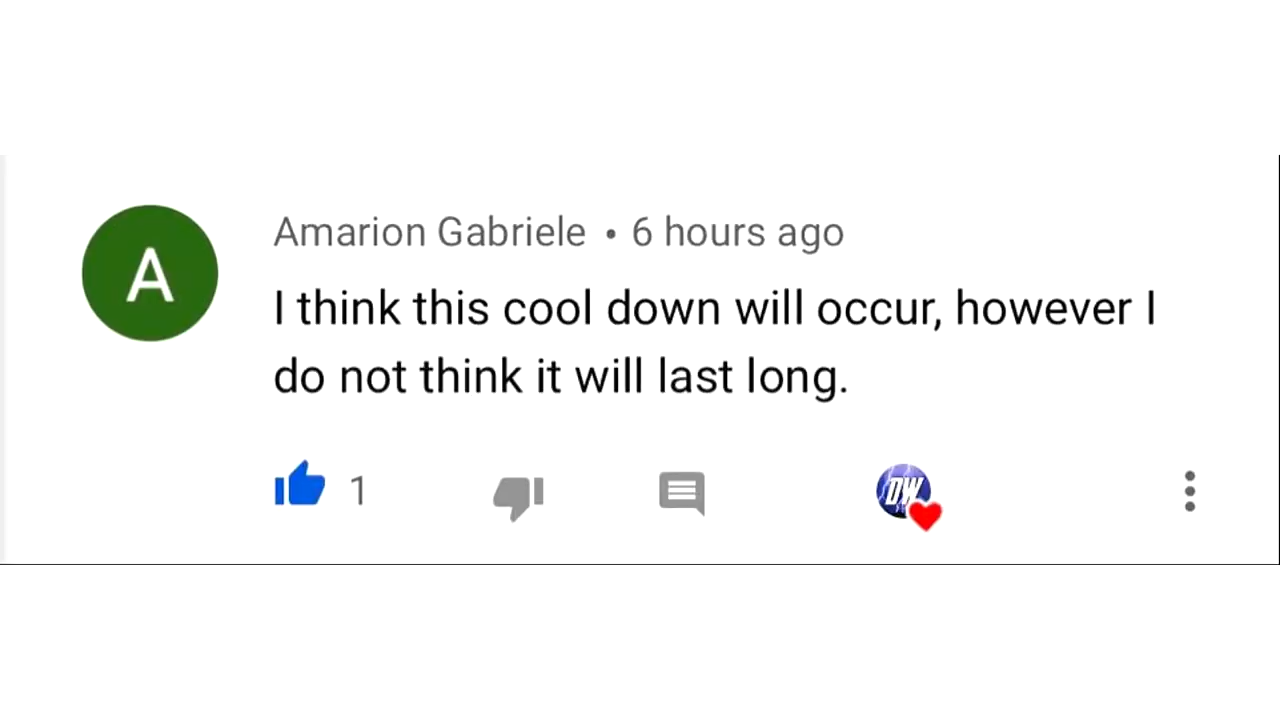 A
Amarion Gabriele • 6 hours ago
I think this cool down will occur, however I
do not think it will last long.
1
DW